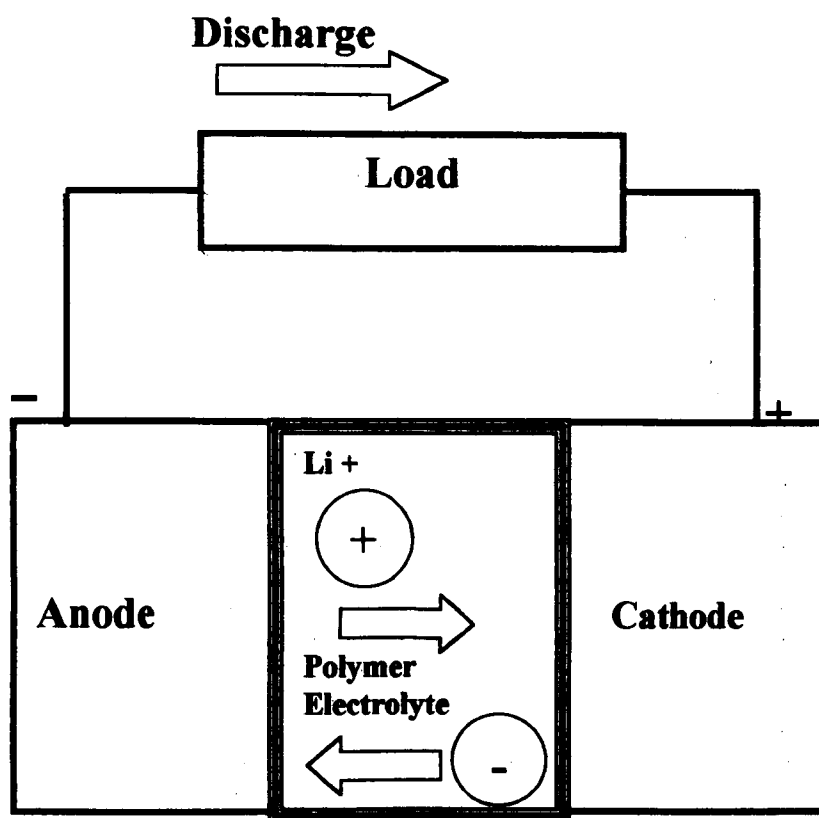 Discharge
Load
−
+
Li +
+
Anode
Cathode
Polymer
Electrolyte
-